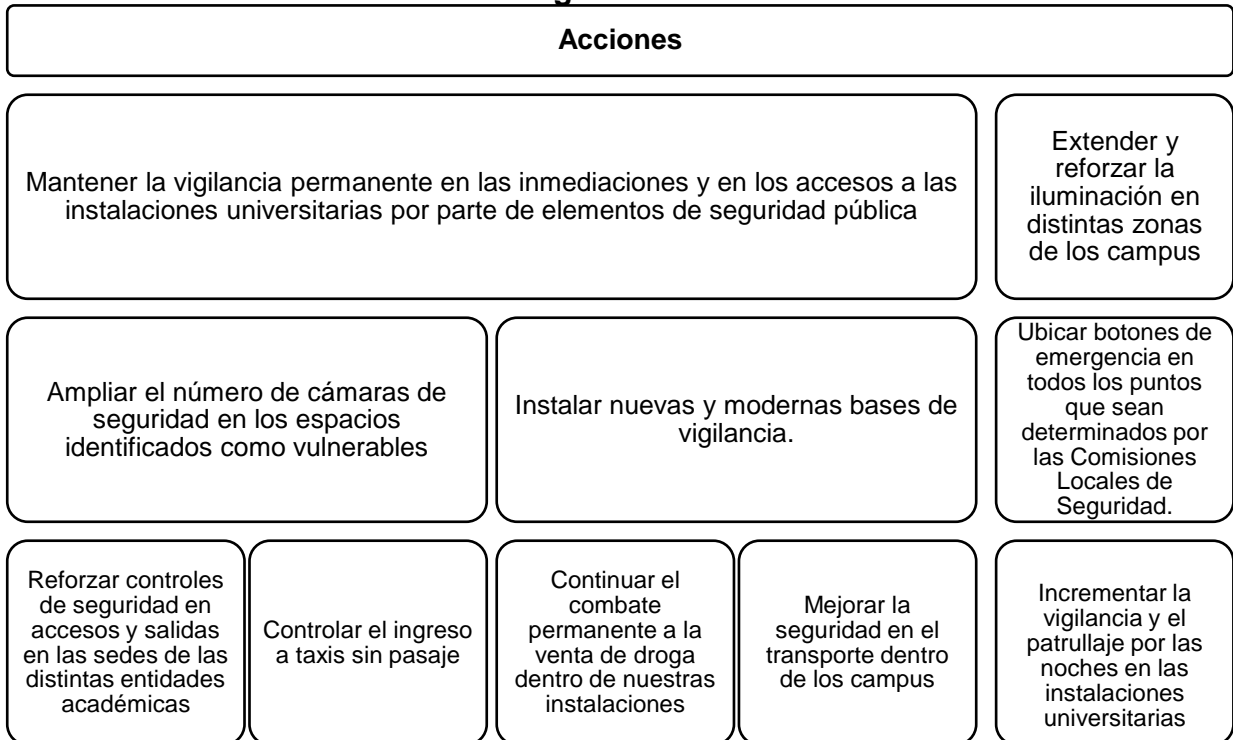 Acciones
Mantener la vigilancia permanente en las inmediaciones y en los accesos a las
instalaciones universitarias por parte de elementos de seguridad pública
Extender y
reforzar la
iluminación en
distintas zonas
de los campus
Ampliar el número de cámaras de
seguridad en los espacios
identificados como vulnerables
Instalar nuevas y modernas bases de
vigilancia.
Ubicar botones de
emergencia en
todos los puntos
que sean
determinados por
las Comisiones
Locales de
Seguridad.
Reforzar controles
de seguridad en
accesos y salidas
en las sedes de las
distintas entidades
académicas
Controlar el ingreso
a taxis sin pasaje
Continuar el
combate
permanente a la
venta de droga
dentro de nuestras
instalaciones
Mejorar la
seguridad en el
transporte dentro
de los campus
Incrementar la
vigilancia y el
patrullaje por las
noches en las
instalaciones
universitarias